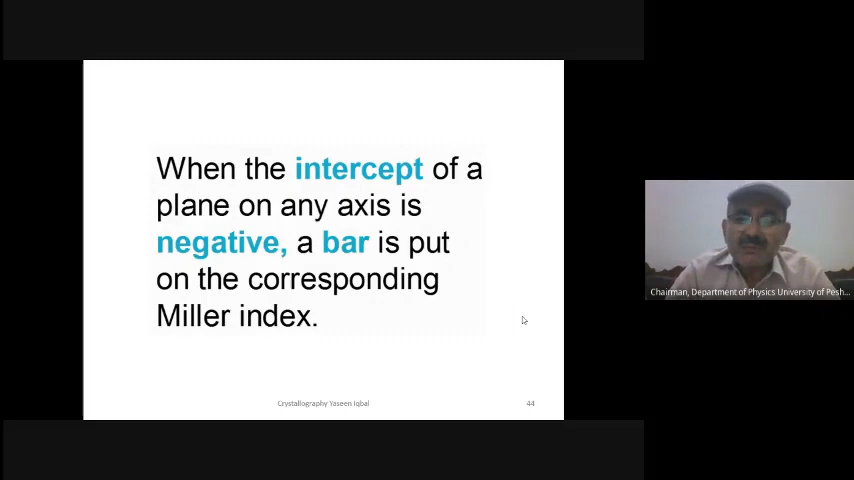 When the intercept of a
plane on any axis is
negative, a bar is put
on the corresponding
Miller index.
Crystallography Yaseen Iqbal
44
Chairman, Department of Physics University of Pesh...